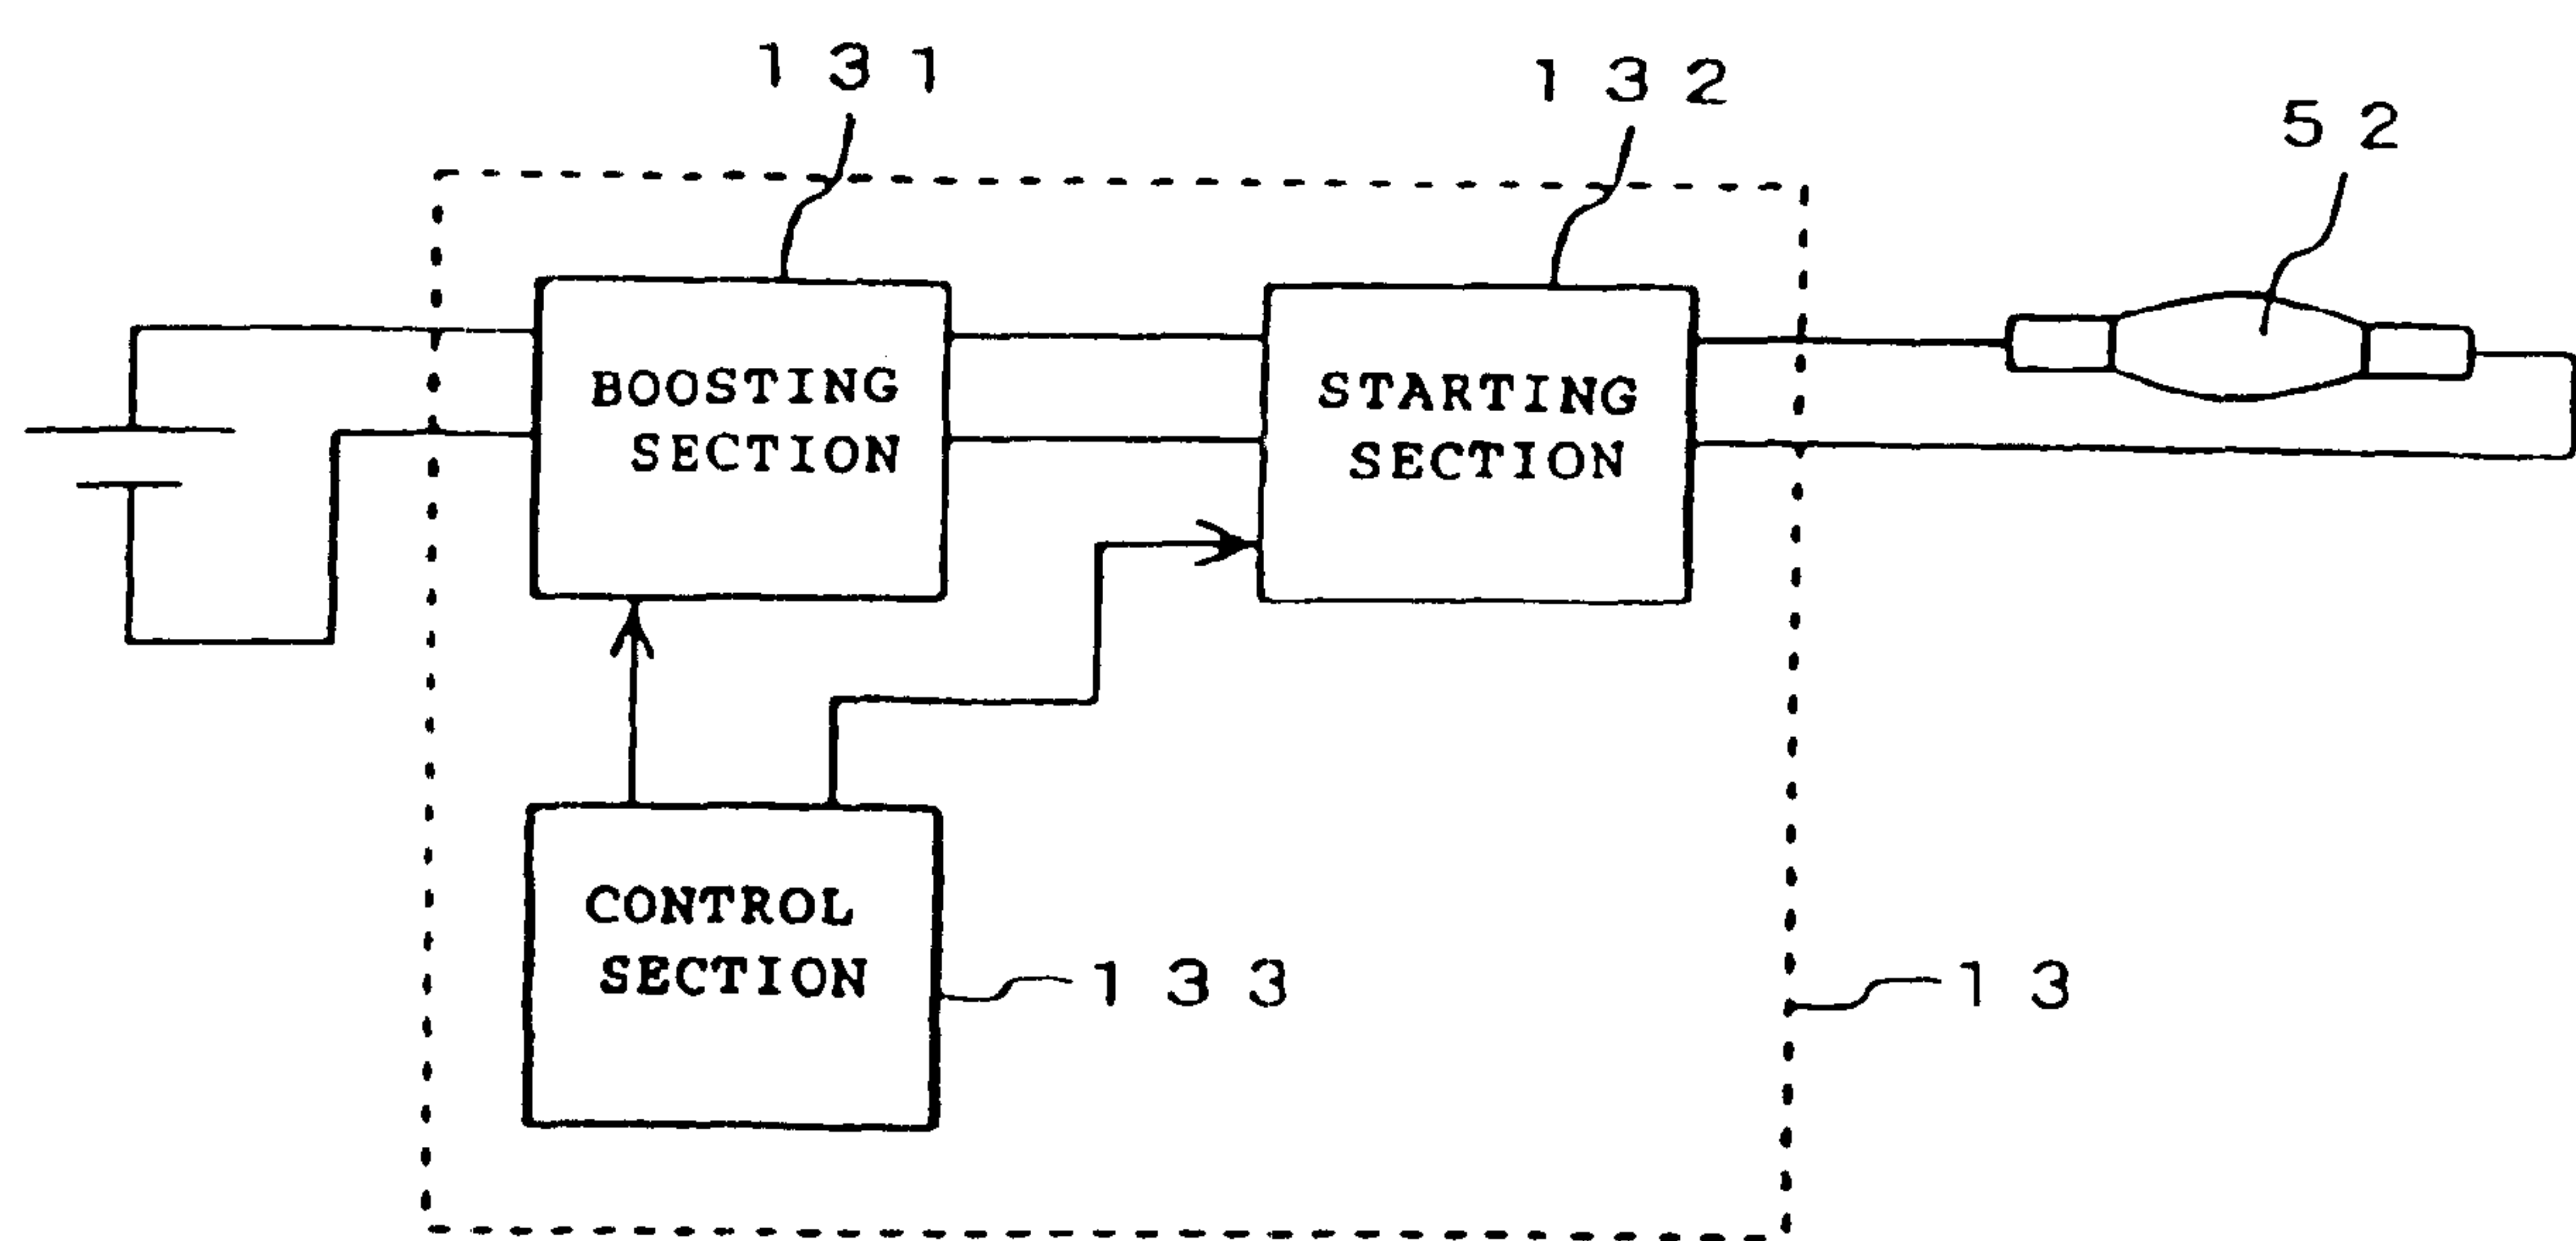 131
132
52
BOOSTING
SECTION
STARTING
SECTION
CONTROL
SECTION
133
13